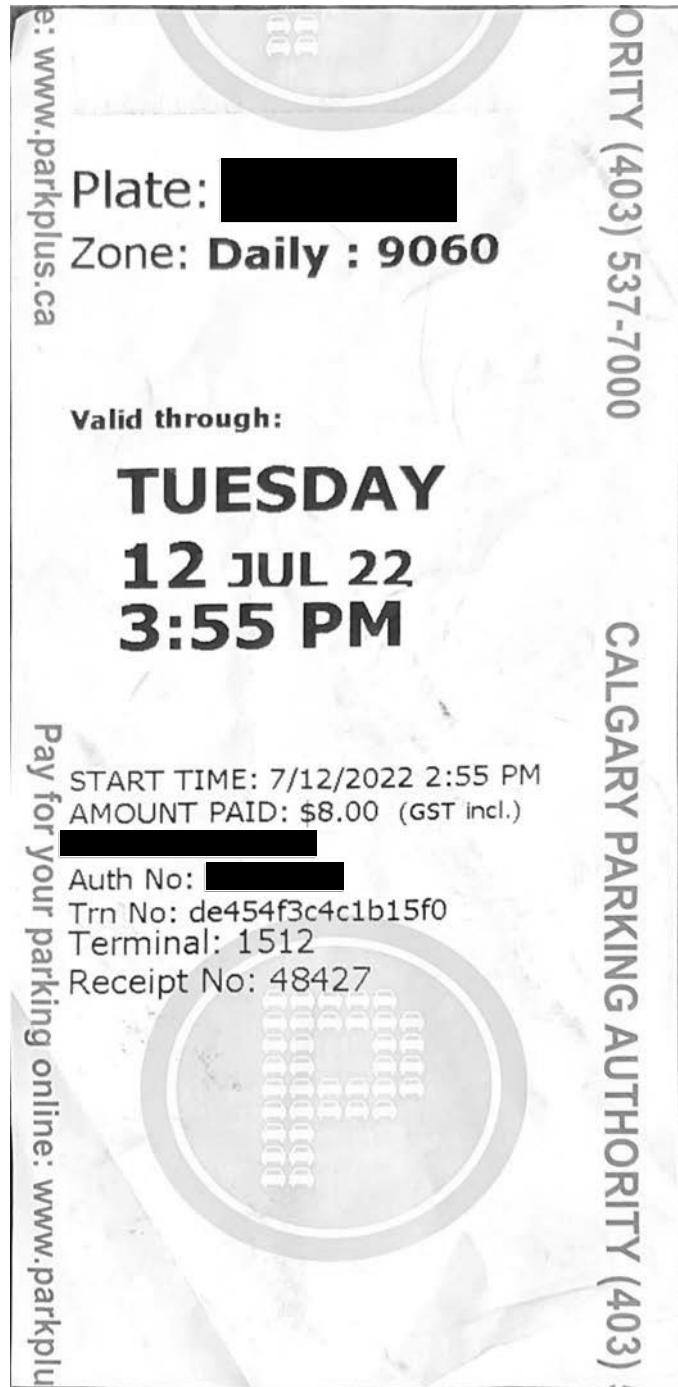 Plate:
Zone: Daily : 9060
Valid through:
TUESDAY
12 JUL 22
3:55 PM
START TIME: 7/12/2022 2:55 PM
AMOUNT PAID: $8.00 (GST incl.)
Auth No:
Trn No: de454f3c4c1b15f0
Terminal: 1512
Receipt No: 48427
e: www.parkplus.ca
Pay for your parking online: www.parkplu
ORITY (403) 537-7000
CALGARY PARKING AUTHORITY (403)